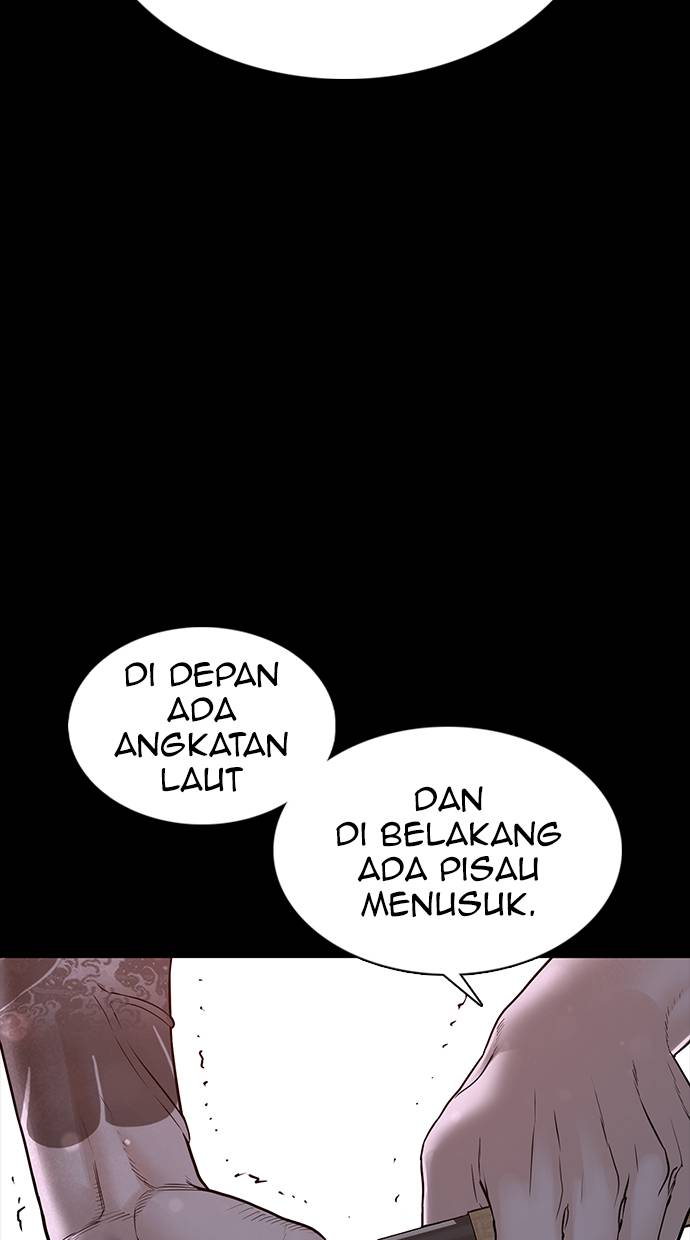 DI DEPAN
ADA
ANGKATAN
LAUT
DAN
DI BELAKANG
ADA PISAU
MENUSUK.